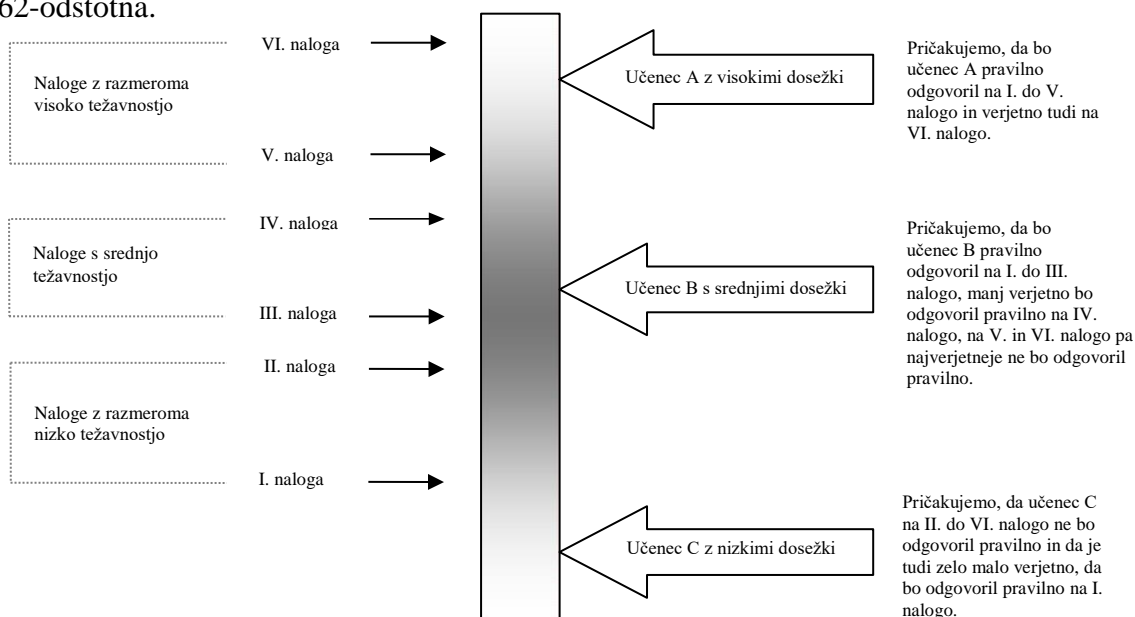 62-odstotna.
VI. naloga
Naloge z razmeroma
visoko težavnostjo
V. naloga
IV. naloga
Naloge s srednjo
težavnostjo
III. naloga
II. naloga
Naloge z razmeroma
nizko težavnostjo
I. naloga
Učenec A z visokimi dosežki
Učenec B s srednjimi dosežki
Učenec C z nizkimi dosežki
Pričakujemo, da bo
učenec A pravilno
odgovoril na I. do V.
nalogo in verjetno tudi na
VI. nalogo.
Pričakujemo, da bo
učenec B pravilno
odgovoril na I. do III.
nalogo, manj verjetno bo
odgovoril pravilno na IV.
nalogo, na V. in VI. nalogo pa
najverjetneje ne bo odgovoril
pravilno.
Pričakujemo, da učenec C
na II. do VI. nalogo ne bo
odgovoril pravilno in da je
tudi zelo malo verjetno, da
bo odgovoril pravilno na I.
nalogo.